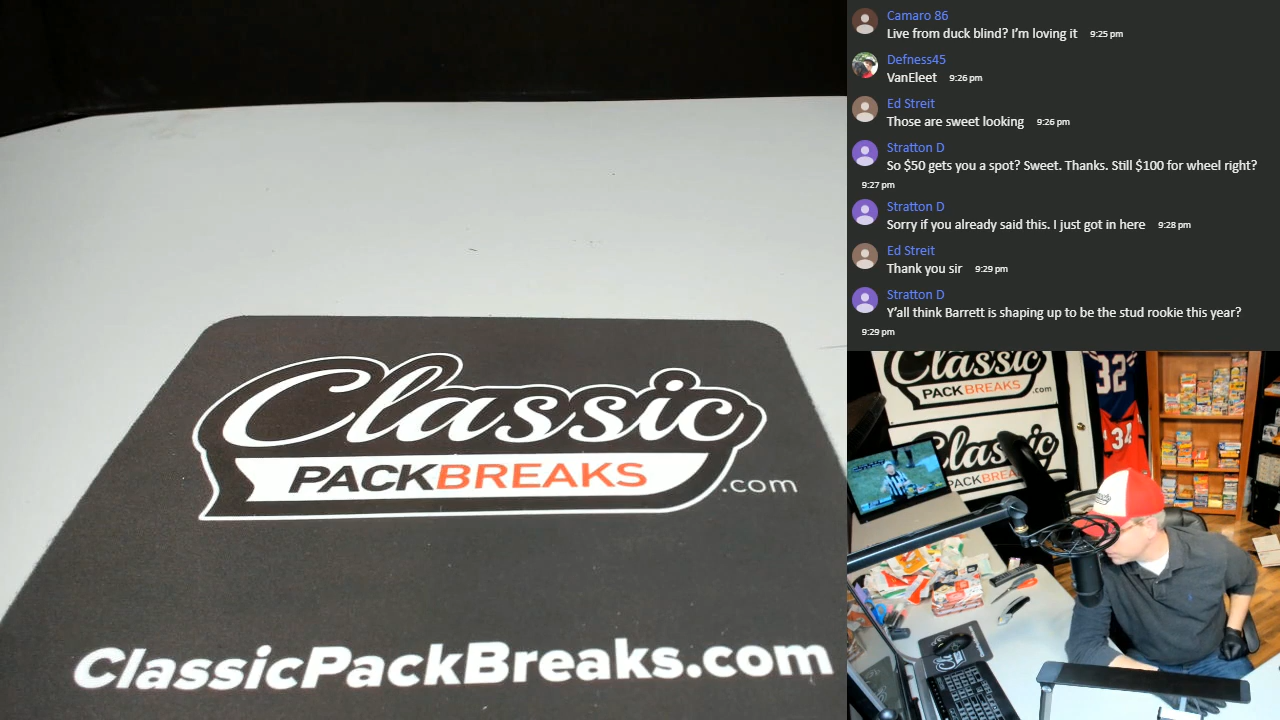 Classic
PACKBREAKS
.com
ClassicPackBreaks.com
Camaro 86
Live from duck blind? I'm loving it 9:25 pm
Defness45
VanEleet 9:26 pm
Ed Streit
Those are sweet looking 9:26 pm
Stratton D
So $50 gets you a spot? Sweet. Thanks. Still $100 for wheel right?
9:27 pm
Stratton D
Sorry if you already said this. I just got in here 9:28 pm
Ed Streit
Thank you sir 9:29 pm
Stratton D
Y'all think Barrett is shaping up to be the stud rookie this year?
9:29 pm
Classic
PACKBREAKS
.com
Classic
PACKBREAKS
32
34